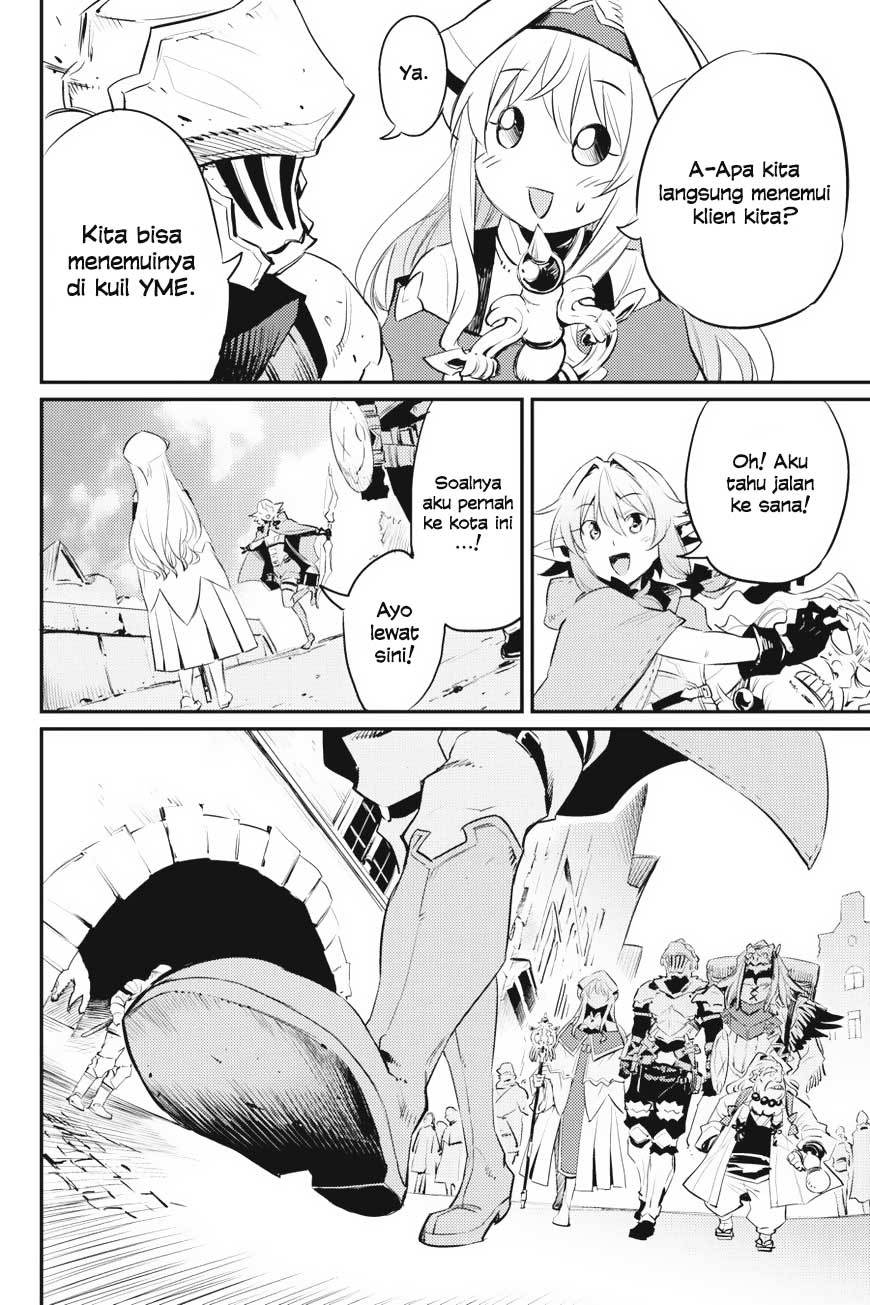 A-Apa kita
langsung menemui
klien kita?
Ya.
Kita bisa
menemuinya
di kuil YME.
Oh! Aku
tahu jalan
ke sana!
Soalnya
aku pernah
ke kota ini
...!
Ayo
lewat
sini!